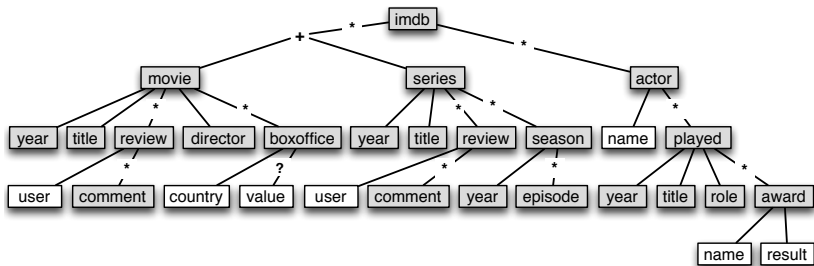 imdb
* + *
movie series actor
* * * * *
year title review director boxoffice year title review season name played
* ? * * *
user comment country value user comment year episode year title role award
name result